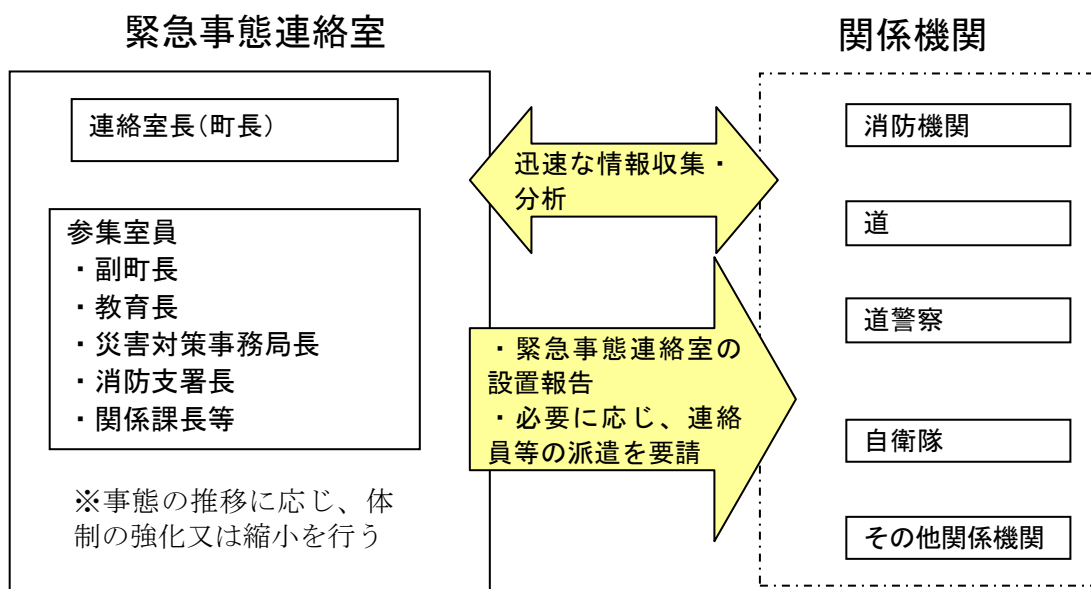 緊急事態連絡室
関係機関
連絡室長(町長)
参集室員
・副町長
・教育長
・災害対策事務局長
・消防支署長
・関係課長等
※事態の推移に応じ、体
制の強化又は縮小を行う
迅速な情報収集・
分析
・緊急事態連絡室の
設置報告
・必要に応じ、連絡
員等の派遣を要請
消防機関
道
道警察
自衛隊
その他関係機関